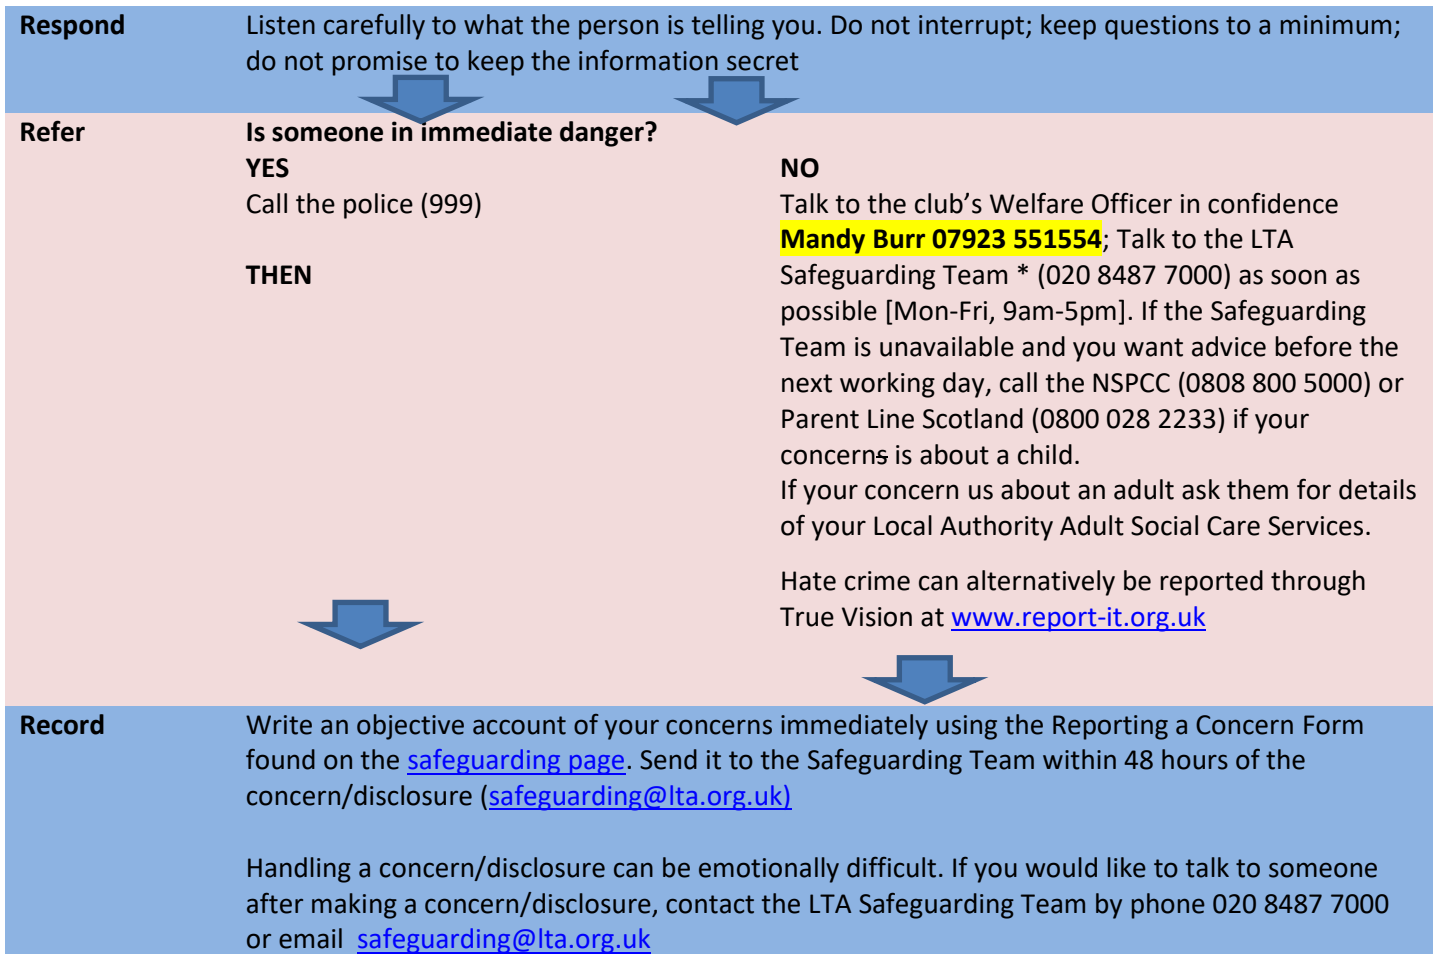 Respond
Listen carefully to what the person is telling you. Do not interrupt; keep questions to a minimum;
do not promise to keep the information secret
Refer
Is someone in immediate danger?
YES
Call the police (999)
THEN
NO
Talk to the club’s Welfare Officer in confidence
Mandy Burr 07923 551554; Talk to the LTA
Safeguarding Team * (020 8487 7000) as soon as
possible [Mon-Fri, 9am-5pm]. If the Safeguarding
Team is unavailable and you want advice before the
next working day, call the NSPCC (0808 800 5000) or
Parent Line Scotland (0800 028 2233) if your
concerns is about a child.
If your concern us about an adult ask them for details
of your Local Authority Adult Social Care Services.
Hate crime can alternatively be reported through
True Vision at www.report-it.org.uk
Record
Write an objective account of your concerns immediately using the Reporting a Concern Form
found on the safeguarding page. Send it to the Safeguarding Team within 48 hours of the
concern/disclosure (safeguarding@lta.org.uk)
Handling a concern/disclosure can be emotionally difficult. If you would like to talk to someone
after making a concern/disclosure, contact the LTA Safeguarding Team by phone 020 8487 7000
or email safeguarding@lta.org.uk